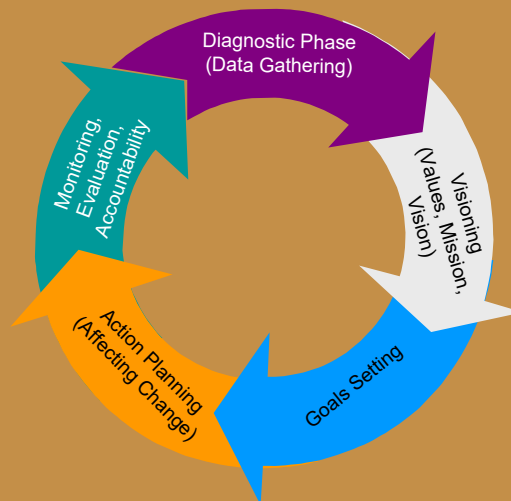 Diagnostic Phase
(Data Gathering)
Visioning
(Values, Mission,
Vision)
Goals Setting
Action Planning
(Affecting Change)
Monitoring,
Evaluation,
Accountability